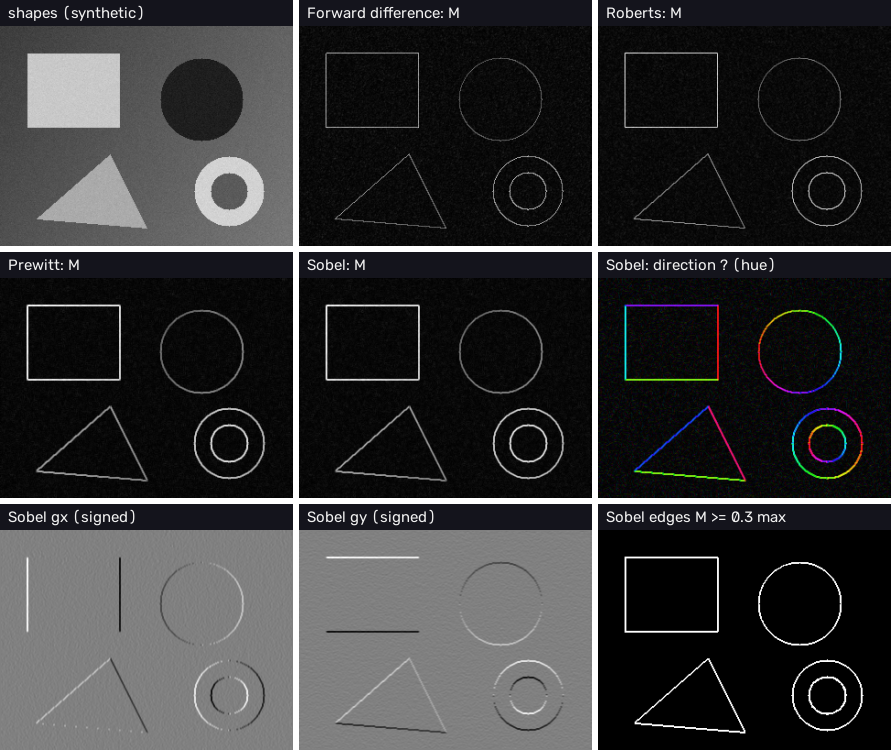 shapes (synthetic)
Forward difference: M
Roberts: M
Prewitt: M
Sobel: M
Sobel: direction ? (hue)
Sobel gx (signed)
Sobel gy (signed)
Sobel edges M >= 0.3 max